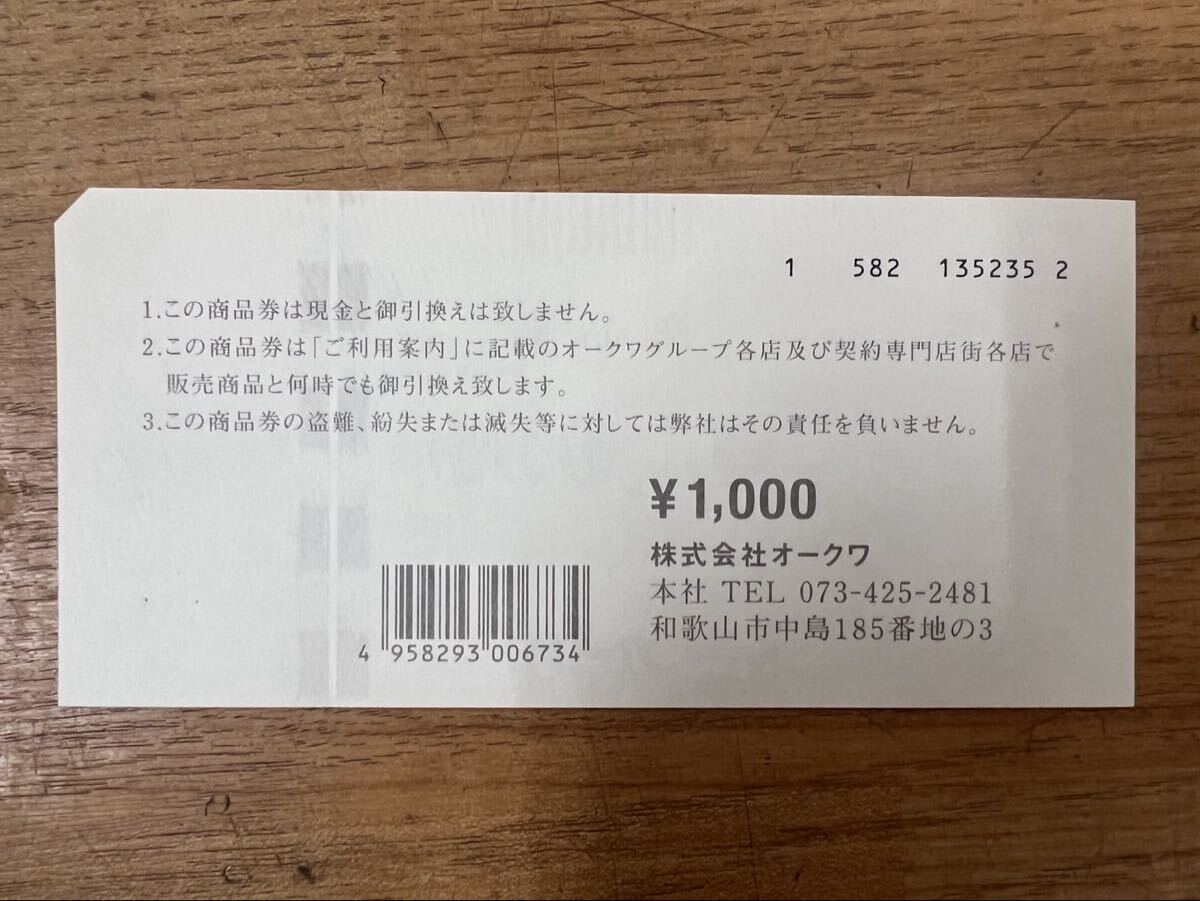 1 582 135235 2
1.この商品券は現金と御引換えは致しません。
2.この商品券は「ご利用案内」に記載のオークワグループ各店及び契約専門店街各店で
販売商品と何時でも御引換え致します。
3.この商品券の盗難、紛失または滅失等に対しては弊社はその責任を負いません。
¥1,000
株式会社オークワ
本社 TEL 073-425-2481
和歌山市中島185番地の3
4 958293 006734